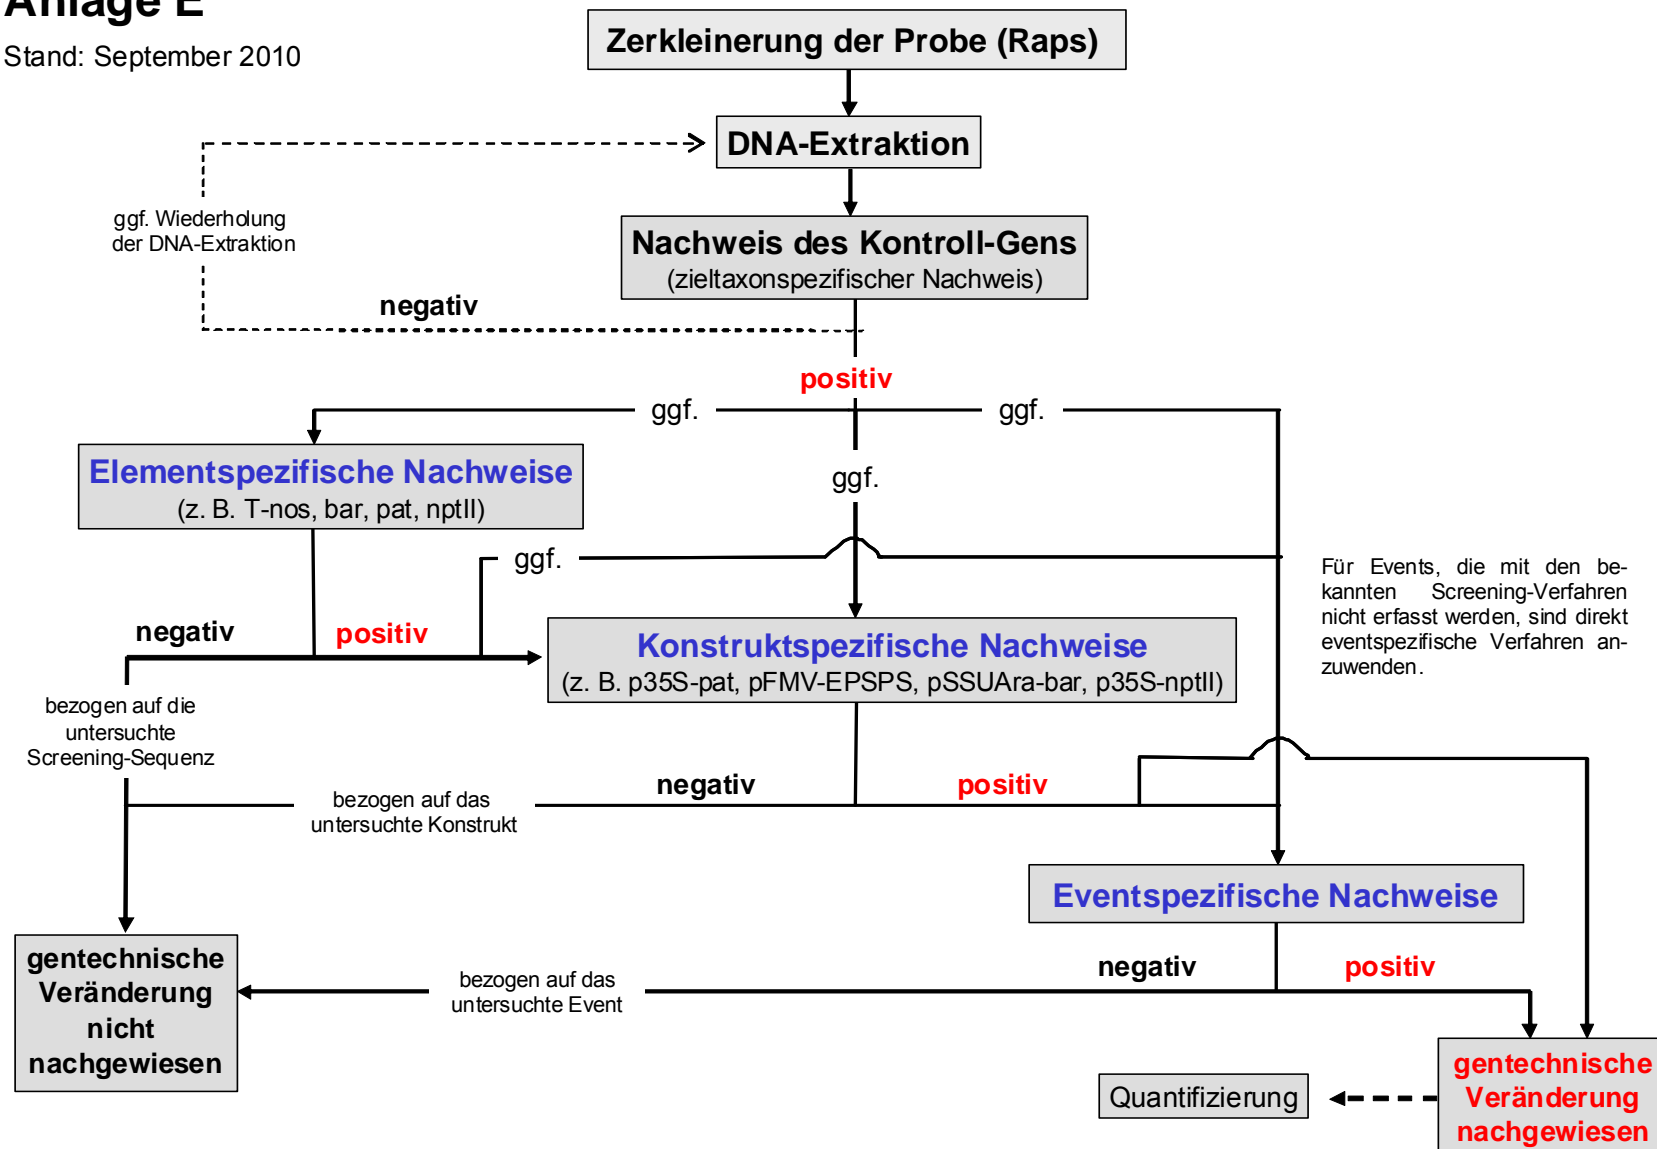 Anlage E
Stand: September 2010
Zerkleinerung der Probe (Raps)
DNA-Extraktion
ggf. Wiederholung
der DNA-Extraktion
Nachweis des Kontroll-Gens
(zieltaxonspezifischer Nachweis)
negativ
positiv
ggf.
ggf.
ggf.
Elementspezifische Nachweise
(z. B. T-nos, bar, pat, nptII)
ggf.
Für Events, die mit den be-
kannten Screening-Verfahren
nicht erfasst werden, sind direkt
eventspezifische Verfahren an-
zuwenden.
negativ
positiv
Konstruktspezifische Nachweise
(z. B. p35S-pat, pFMV-EPSPS, pSSUAra-bar, p35S-nptII)
bezogen auf die
untersuchte
Screening-Sequenz
negativ
positiv
bezogen auf das
untersuchte Konstrukt
Eventspezifische Nachweise
negativ
positiv
bezogen auf das
untersuchte Event
gentechnische
Veränderung
nicht
nachgewiesen
Quantifizierung
gentechnische
Veränderung
nachgewiesen